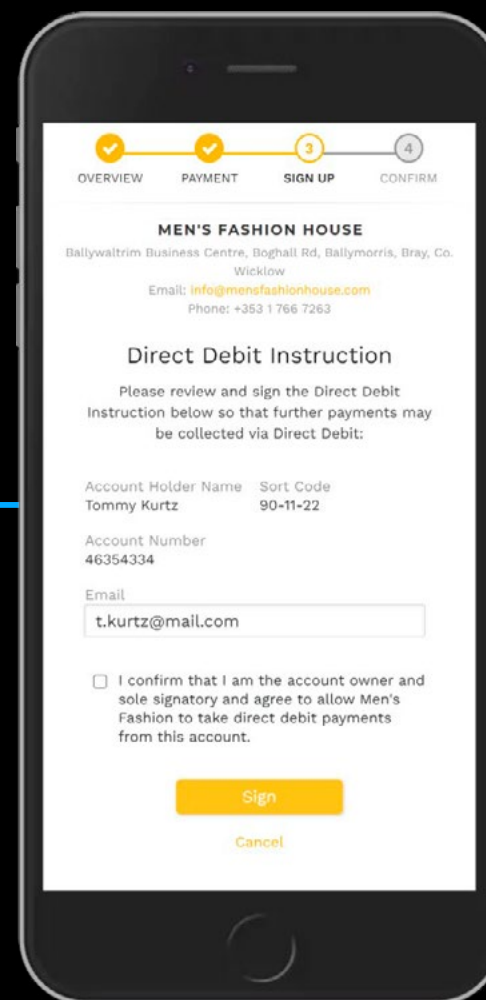 3
4
OVERVIEW PAYMENT SIGN UP CONFIRM
MEN'S FASHION HOUSE
Ballywaltrim Business Centre, Boghall Rd, Ballymorris, Bray, Co.
Wicklow
Email: info@mensfashionhouse.com
Phone: +353 1 766 7263
Direct Debit Instruction
Please review and sign the Direct Debit
Instruction below so that further payments may
be collected via Direct Debit:
Account Holder Name Sort Code
Tommy Kurtz 90-11-22
Account Number
46354334
Email
t.kurtz@mail.com
I confirm that I am the account owner and
sole signatory and agree to allow Men's
Fashion to take direct debit payments
from this account.
Sign
Cancel